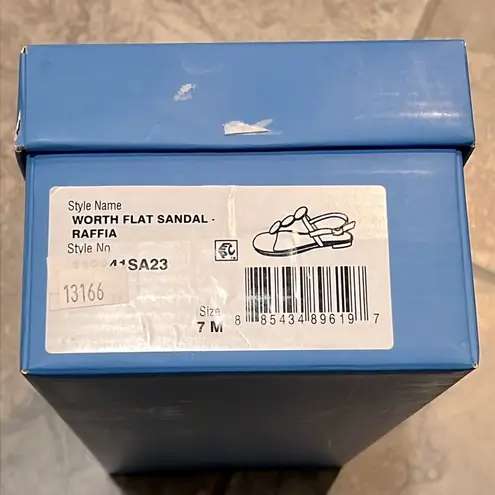 Style Name
WORTH FLAT SANDAL -
RAFFIA
Style No
41SA23
13166
Size
7 M
8 85434 89619 7